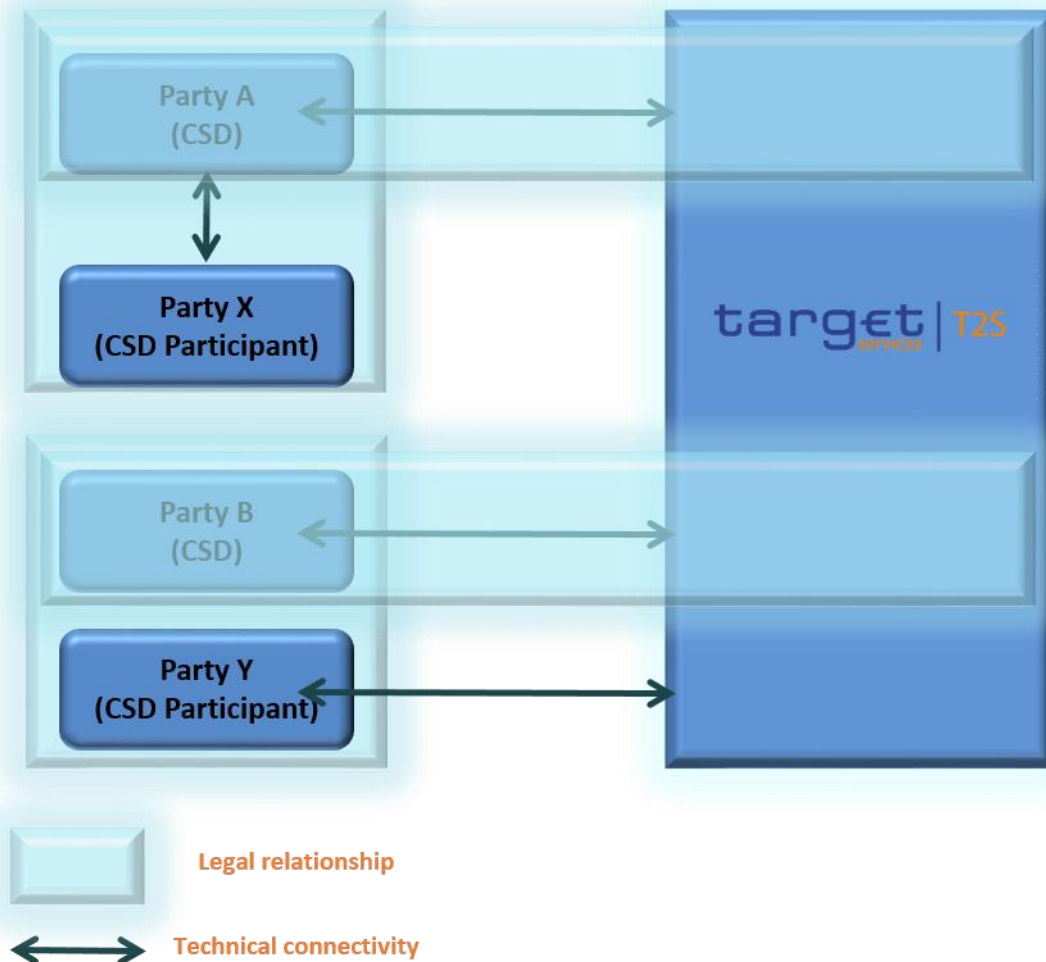 Party A
(CSD)
Party X
(CSD Participant)
target | T2S
services
Party B
(CSD)
Party Y
(CSD Participant)
Legal relationship
Technical connectivity